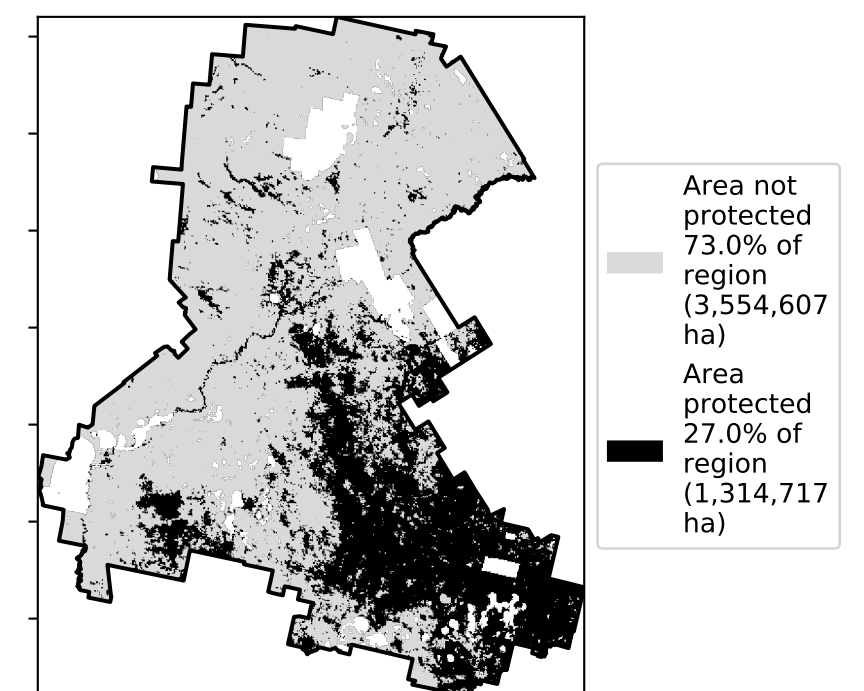 Area not
protected
73.0% of
region
(3,554,607
ha)
Area
protected
27.0% of
region
(1,314,717
ha)